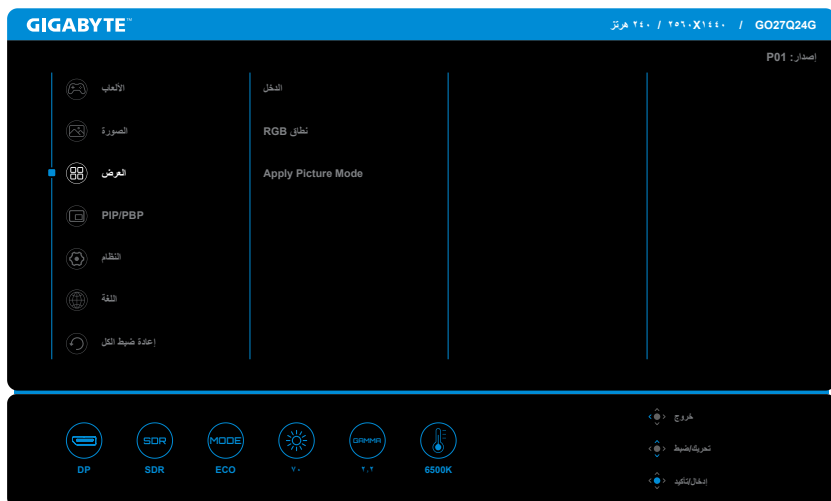 GIGABYTE™
GO27Q24G / ٢٥٦٠X١٤٤٠ / ٢٤٠ هرتز
إصدار: P01
الألعاب
الصورة
العرض
PIP/PBP
النظام
اللغة
إعادة ضبط الكل
الدخل
نطاق RGB
Apply Picture Mode
خروج
تحريك/ضبط
إدخال/تأكيد
SDR
MODE
GAMMA
DP
SDR
ECO
٧٠
٢,٢
6500K